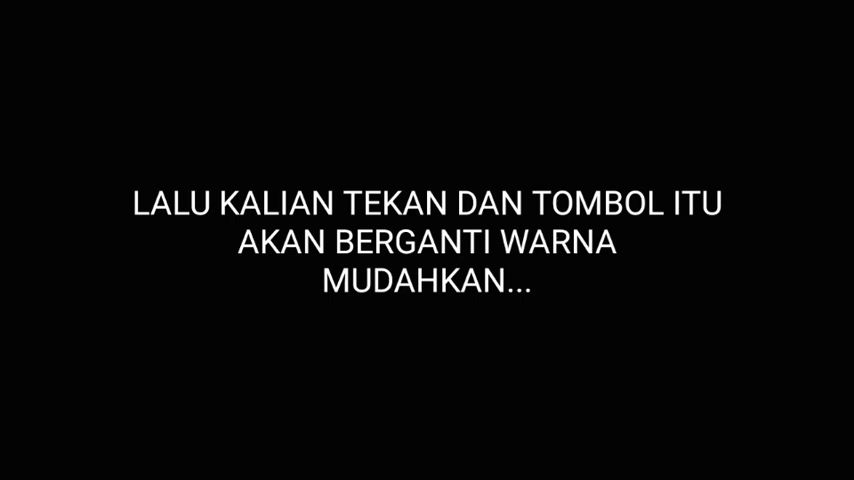 LALU KALIAN TEKAN DAN TOMBOL ITU
AKAN BERGANTI WARNA
MUDAHKAN...